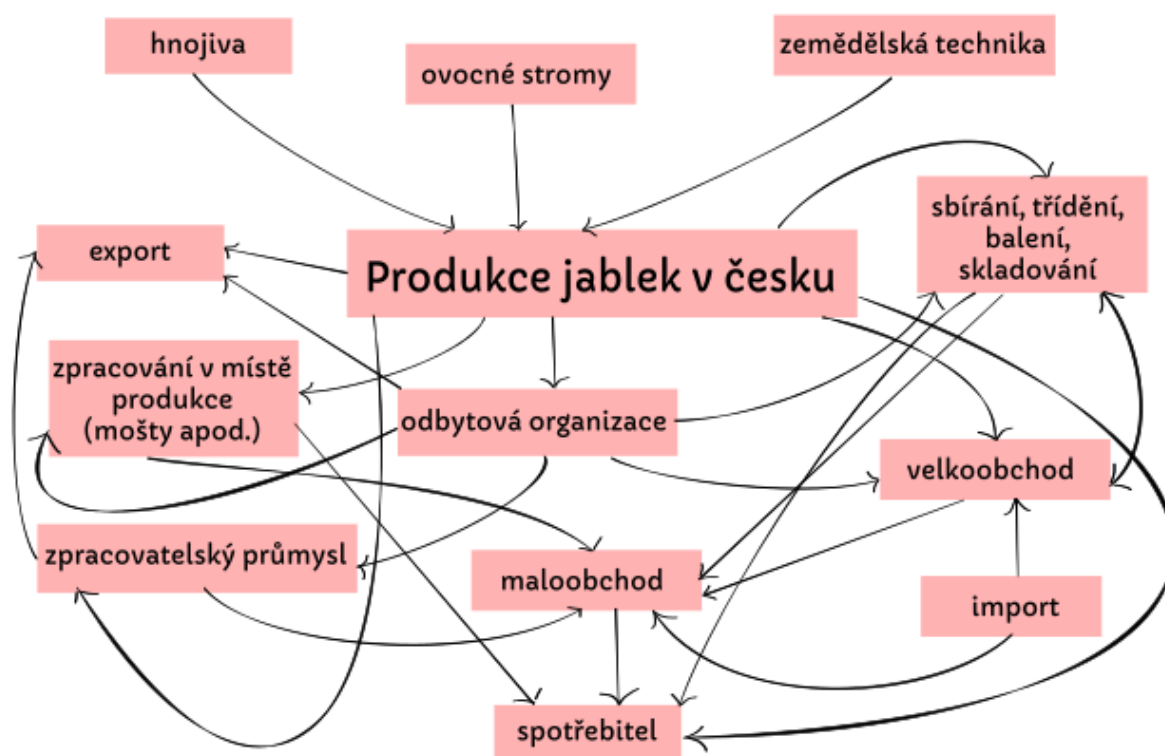 hnojiva
ovocné stromy
zemědělská technika
sbírání, třídění,
balení,
skladování
export
Produkce jablek v česku
zpracování v místě
produkce
(mošty apod.)
odbytová organizace
velkoobchod
zpracovatelský průmysl
maloobchod
import
spotřebitel